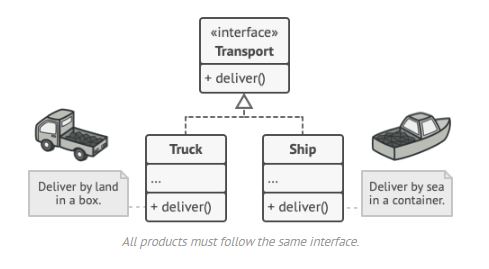 «interface»
Transport
+ deliver()
Truck
...
+ deliver()
Ship
...
+ deliver()
Deliver by land
in a box.
Deliver by sea
in a container.
All products must follow the same interface.